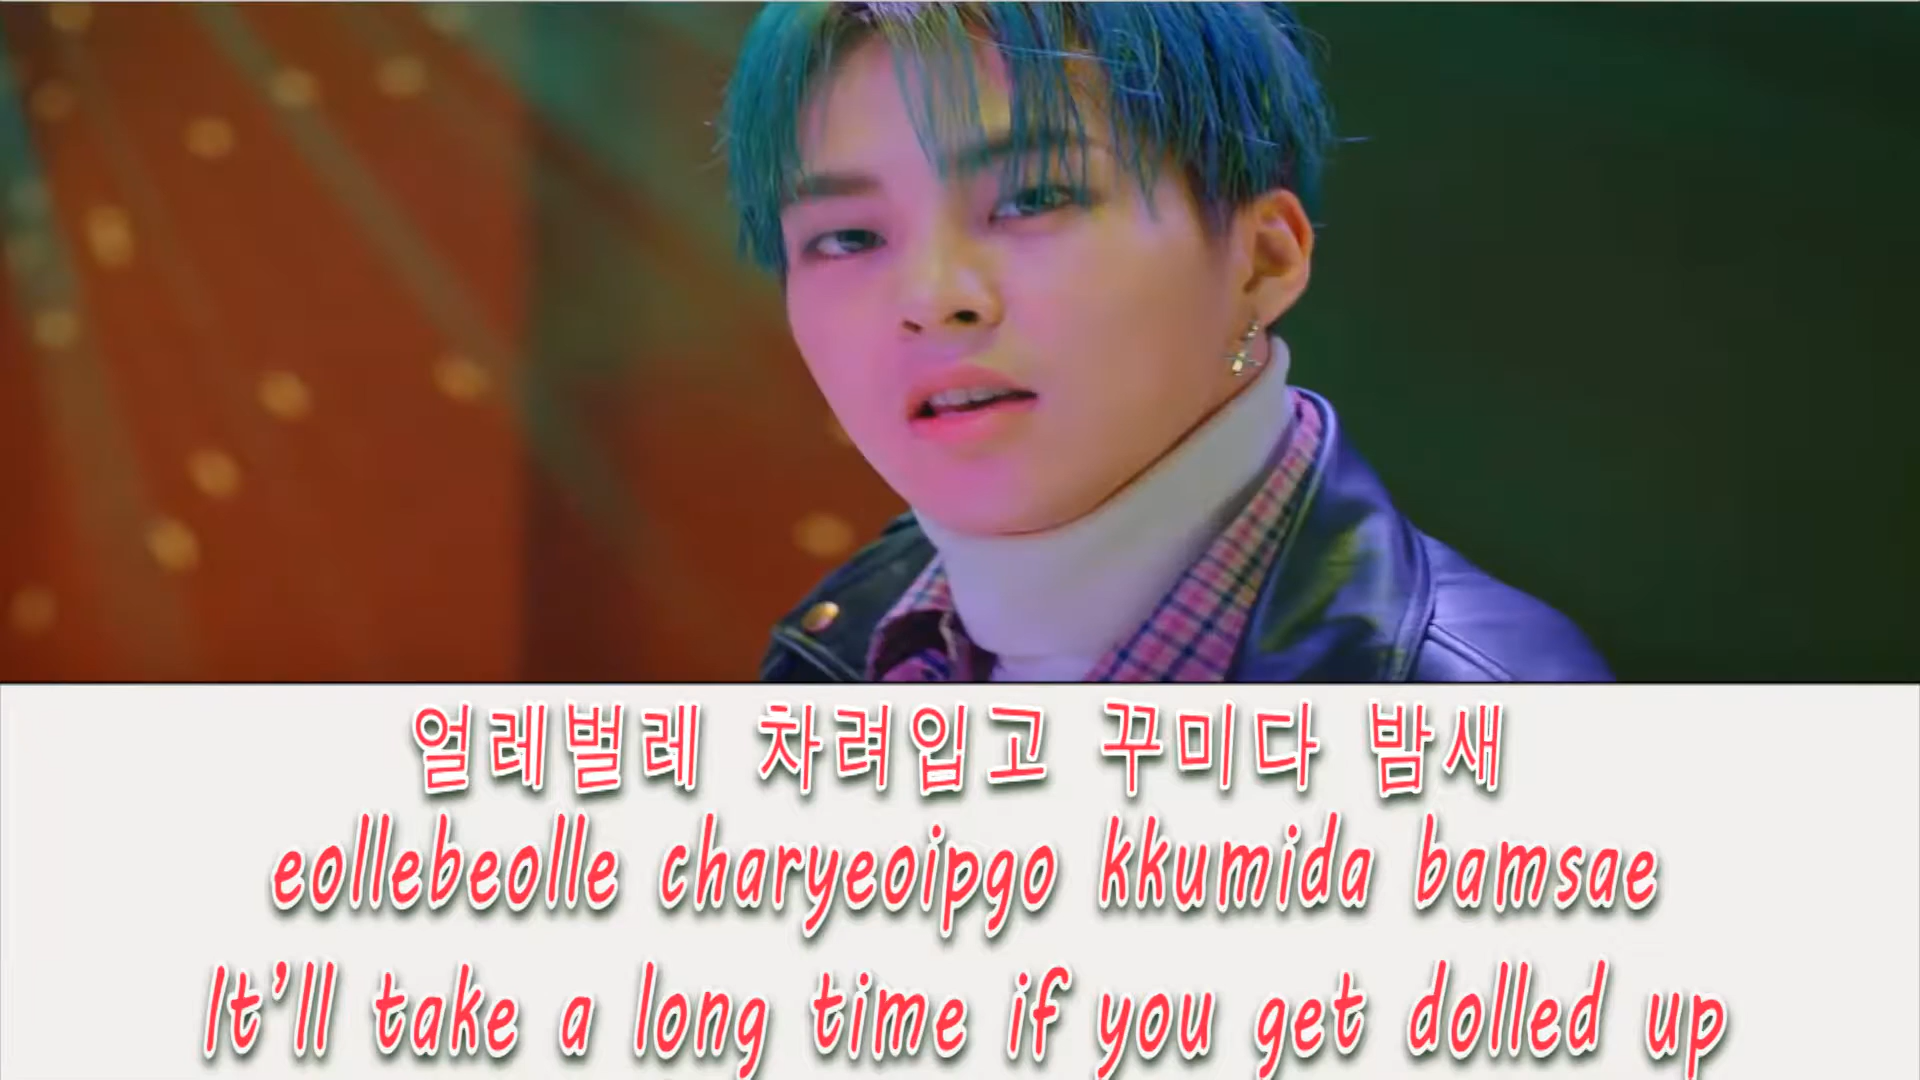 얼레벌레 차려입고 꾸미다 밤새
eollebeolle charyeoipgo kkumida bamsae
It'll take a long time if you get dolled up